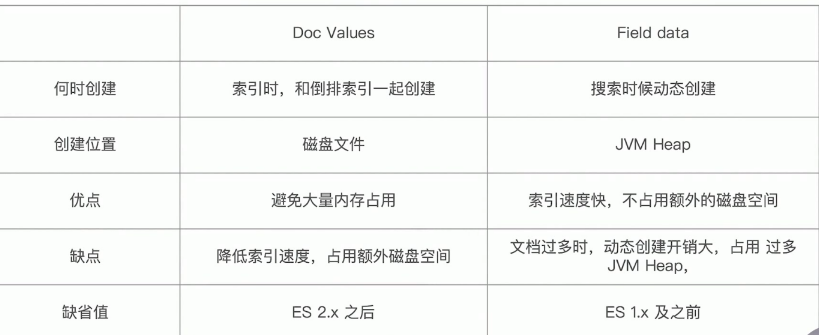 Doc Values Field data
何时创建 索引时，和倒排索引一起创建 搜索时候动态创建
创建位置 磁盘文件 JVM Heap
优点 避免大量内存占用 索引速度快，不占用额外的磁盘空间
缺点 降低索引速度，占用额外磁盘空间 文档过多时，动态创建开销大，占用 过多
JVM Heap，
缺省值 ES 2.x 之后 ES 1.x 及之前